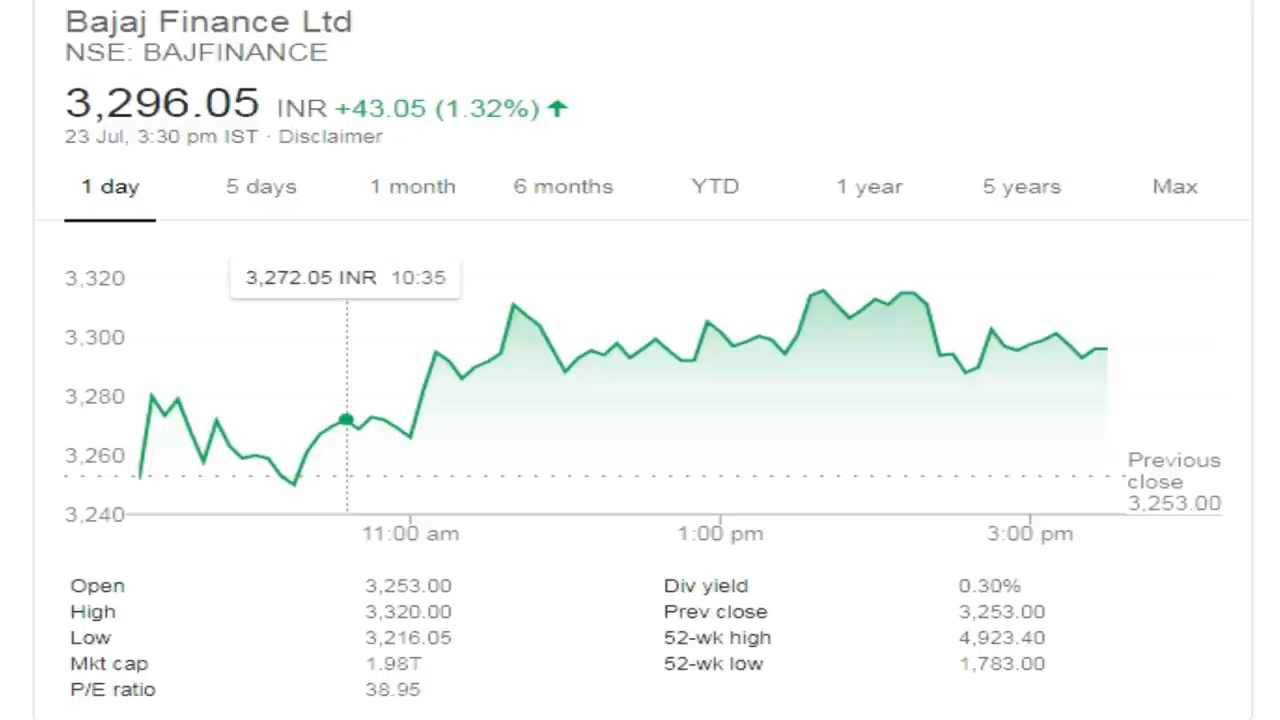 Bajaj Finance Ltd
NSE: BAJFINANCE
3,296.05 INR +43.05 (1.32%)
23 Jul, 3:30 pm IST · Disclaimer
1 day 5 days 1 month 6 months YTD 1 year 5 years Max
3,272.05 INR 10:35
3,320
3,300
3,280
3,260
3,240
Previous
close
3,253.00
11:00 am 1:00 pm 3:00 pm
Open 3,253.00 Div yield 0.30%
High 3,320.00 Prev close 3,253.00
Low 3,216.05 52-wk high 4,923.40
Mkt cap 1.98T 52-wk low 1,783.00
P/E ratio 38.95